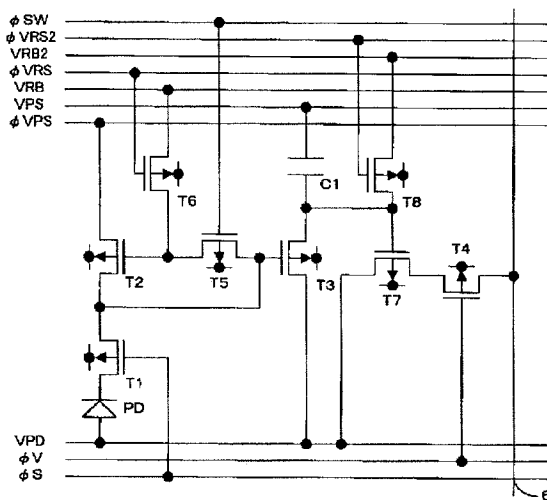 φSW
φVRS2
VRB2
φVRS
VRB
VPS
φVPS
C1
T6
T8
T2
T5
T3
T7
T4
T1
PD
VPD
φV
φS
6